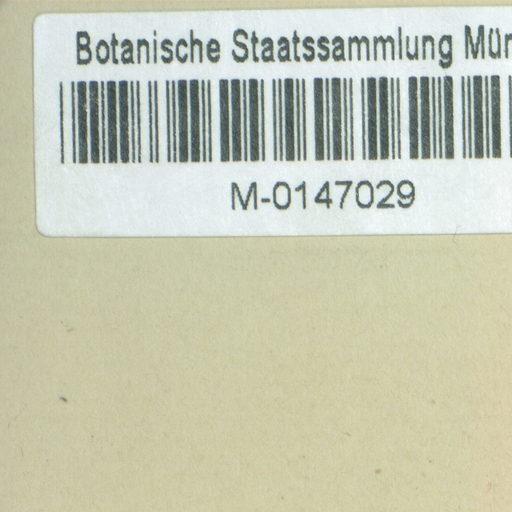 Botanische Staatssammlung Mün
M-0147029